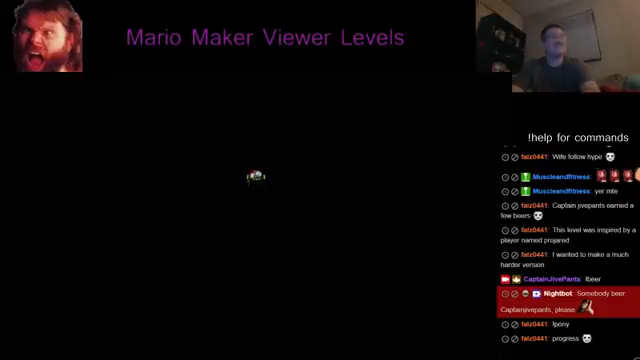 Mario Maker Viewer Levels
!help for commands
falz0441: Wife follow hype
Muscleandfitness:
Muscleandfitness: yer mte
falz0441: Captain jivepants earned a
few beers
falz0441: This level was inspired by a
player named projared
falz0441: I wanted to make a much
harder version
CaptainJivePants: !beer
Nightbot: Somebody beer
Captainjivepants, please
falz0441: !pony
falz0441: progress